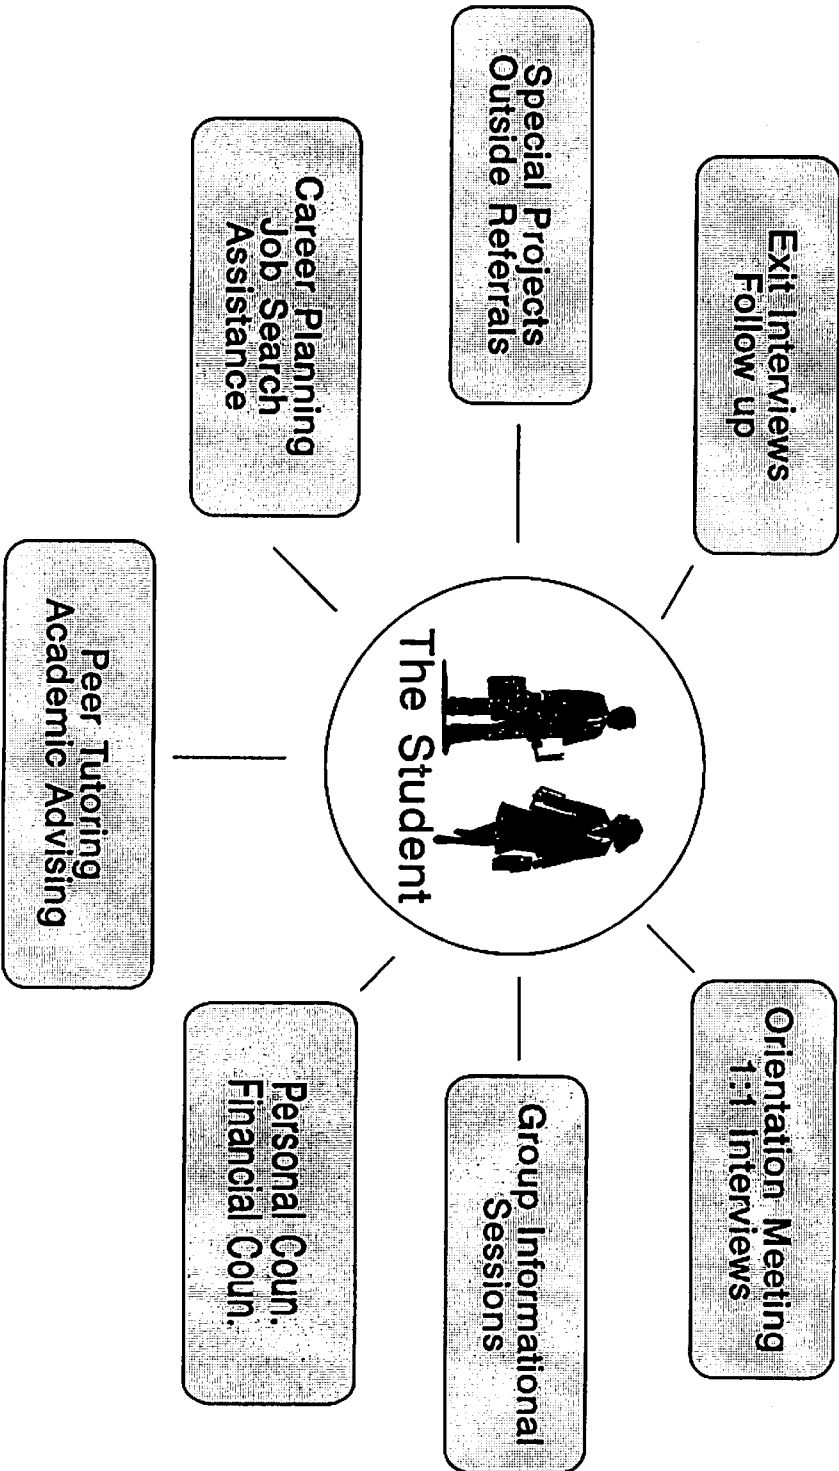 Exit Interviews
Follow up
Orientation Meeting
1:1 Interviews
Special Projects
Outside Referrals
The Student
Group Informational
Sessions
Career Planning
Job Search
Assistance
Personal Coun.
Financial Coun.
Peer Tutoring
Academic Advising